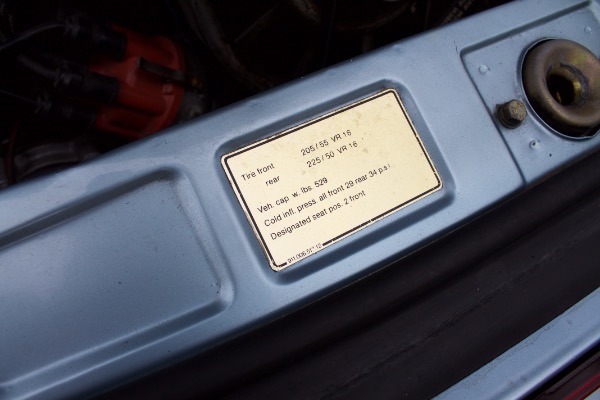 Tire front 205/55 VR 16
rear 225/50 VR 16
Veh. cap. w. lbs. 529
Cold infl. press. all front 29 rear 34 p.s.i
Designated seat pos. 2 front